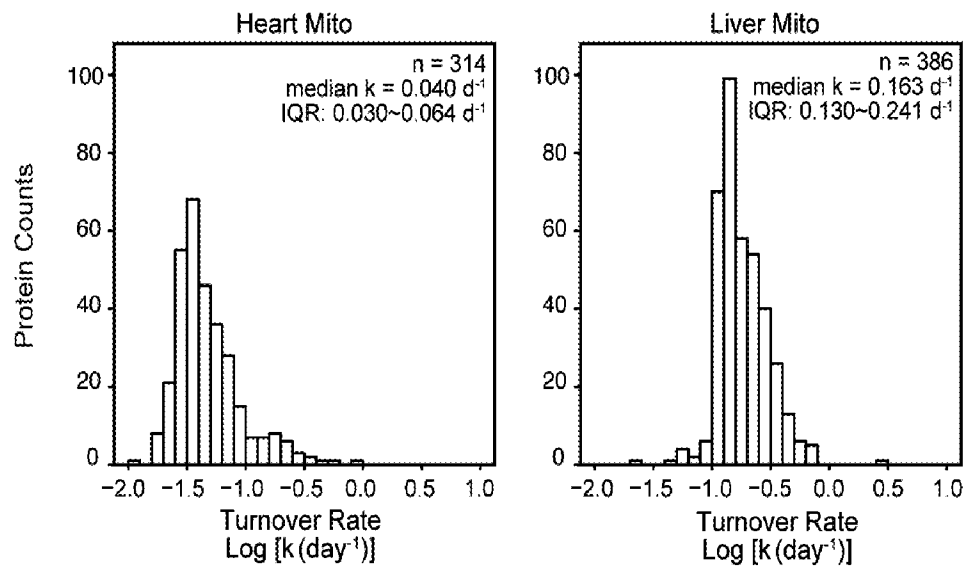 Heart Mito
n = 314
median k = 0.040 d⁻¹
IQR: 0.030~0.064 d⁻¹
Protein Counts
100
80
60
40
20
0
−2.0 −1.5 −1.0 −0.5 0.0 0.5 1.0
Turnover Rate
Log [k (day⁻¹)]
Liver Mito
n = 386
median k = 0.163 d⁻¹
IQR: 0.130~0.241 d⁻¹
100
80
60
40
20
0
−2.0 −1.5 −1.0 −0.5 0.0 0.5 1.0
Turnover Rate
Log [k (day⁻¹)]